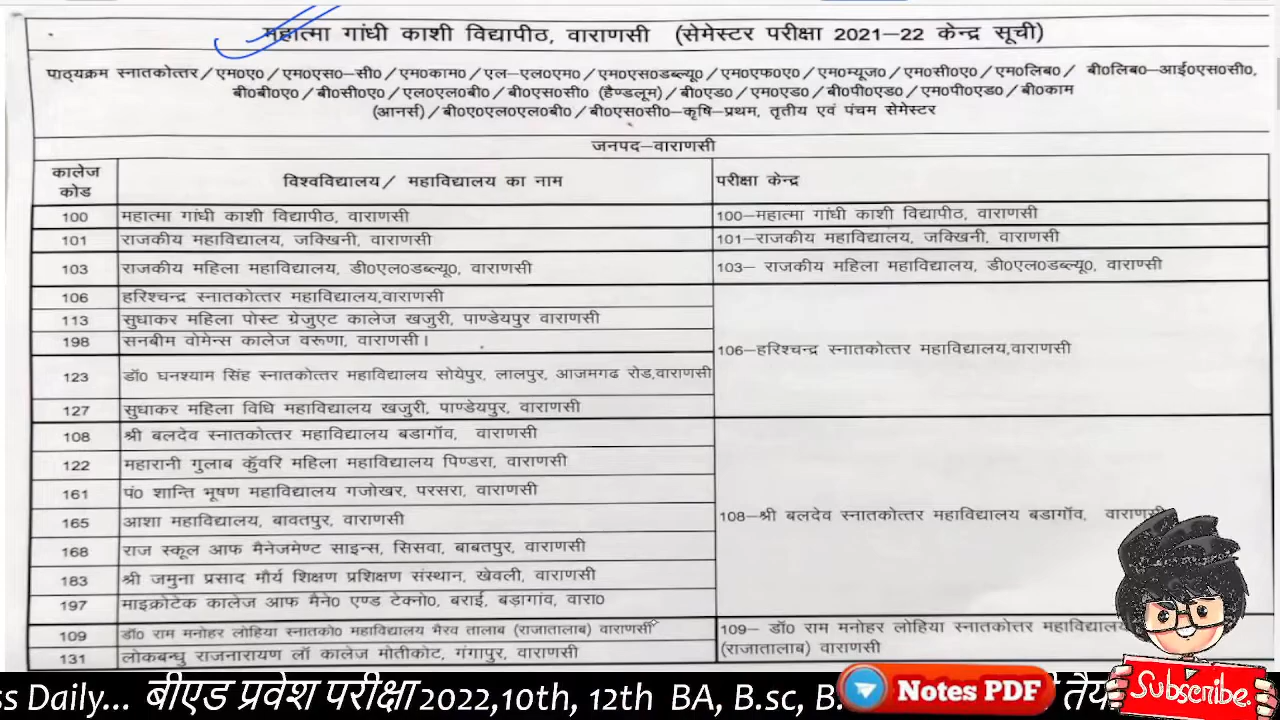 महात्मा गांधी काशी विद्यापीठ, वाराणसी (सेमेस्टर परीक्षा 2021–22 केन्द्र सूची)
पाठ्यक्रम स्नातकोत्तर/एम0ए0/एम0एस0–सी0/एम0काम0/एल–एल0एम0/एम0एस0डब्ल्यू0/एम0एफ0ए0/एम0म्यूज0/एम0सी0ए0/एम0लिब0/ बी0लिब0–आई0एस0सी0,
बी0बी0ए0/बी0सी0ए0/एल0एल0बी0/बी0एस0सी0 (हैण्डलूम)/बी0एड0/एम0एड0/बी0पी0एड0/एम0पी0एड0/बी0काम
(आनर्स)/बी0ए0एल0एल0बी0/बी0एस0सी0–कृषि–प्रथम, तृतीय एवं पंचम सेमेस्टर
जनपद–वाराणसी
कालेज कोड विश्वविद्यालय/ महाविद्यालय का नाम परीक्षा केन्द्र
100 महात्मा गांधी काशी विद्यापीठ, वाराणसी 100–महात्मा गांधी काशी विद्यापीठ, वाराणसी
101 राजकीय महाविद्यालय, जक्खिनी, वाराणसी 101–राजकीय महाविद्यालय, जक्खिनी, वाराणसी
103 राजकीय महिला महाविद्यालय, डी0एल0डब्ल्यू0, वाराणसी 103– राजकीय महिला महाविद्यालय, डी0एल0डब्ल्यू0, वाराण्सी
106 हरिश्चन्द्र स्नातकोत्तर महाविद्यालय,वाराणसी
113 सुधाकर महिला पोस्ट ग्रेजुएट कालेज खजुरी, पाण्डेयपुर वाराणसी
198 सनबीम वोमेन्स कालेज वरूणा, वाराणसी।
106–हरिश्चन्द्र स्नातकोत्तर महाविद्यालय,वाराणसी
123 डॉ0 घनश्याम सिंह स्नातकोत्तर महाविद्यालय सोयेपुर, लालपुर, आजमगढ रोड,वाराणसी
127 सुधाकर महिला विधि महाविद्यालय खजुरी, पाण्डेयपुर, वाराणसी
108 श्री बलदेव स्नातकोत्तर महाविद्यालय बडागॉव, वाराणसी
122 महारानी गुलाब कुॅवरि महिला महाविद्यालय पिण्डरा, वाराणसी
161 पं0 शान्ति भूषण महाविद्यालय गजोखर, परसरा, वाराणसी
165 आशा महाविद्यालय, बावतपुर, वाराणसी 108–श्री बलदेव स्नातकोत्तर महाविद्यालय बडागॉव,
168 राज स्कूल आफ मैनेजमेण्ट साइन्स, सिसवा, बाबतपुर, वाराणसी
183 श्री जमुना प्रसाद मौर्य शिक्षण प्रशिक्षण संस्थान, खेवली, वाराणसी
197 माइक्रोटेक कालेज आफ मैने0 एण्ड टेक्नो0, बराई, बड़ागांव, वारा0
109 डॉ0 राम मनोहर लोहिया स्नातको0 महाविद्यालय भैरव तालाब (राजातालाब) वाराणसी 109– डॉ0 राम मनोहर लोहिया स्नातकोत्तर
131 लोकबन्धु राजनारायण लॉ कालेज मोतीकोट, गंगापुर, वाराणसी (राजातालाब) वाराणसी
Daily... बीएड प्रवेश परीक्षा 2022,10th, 12th BA, B.sc,
Notes PDF
Subscribe.